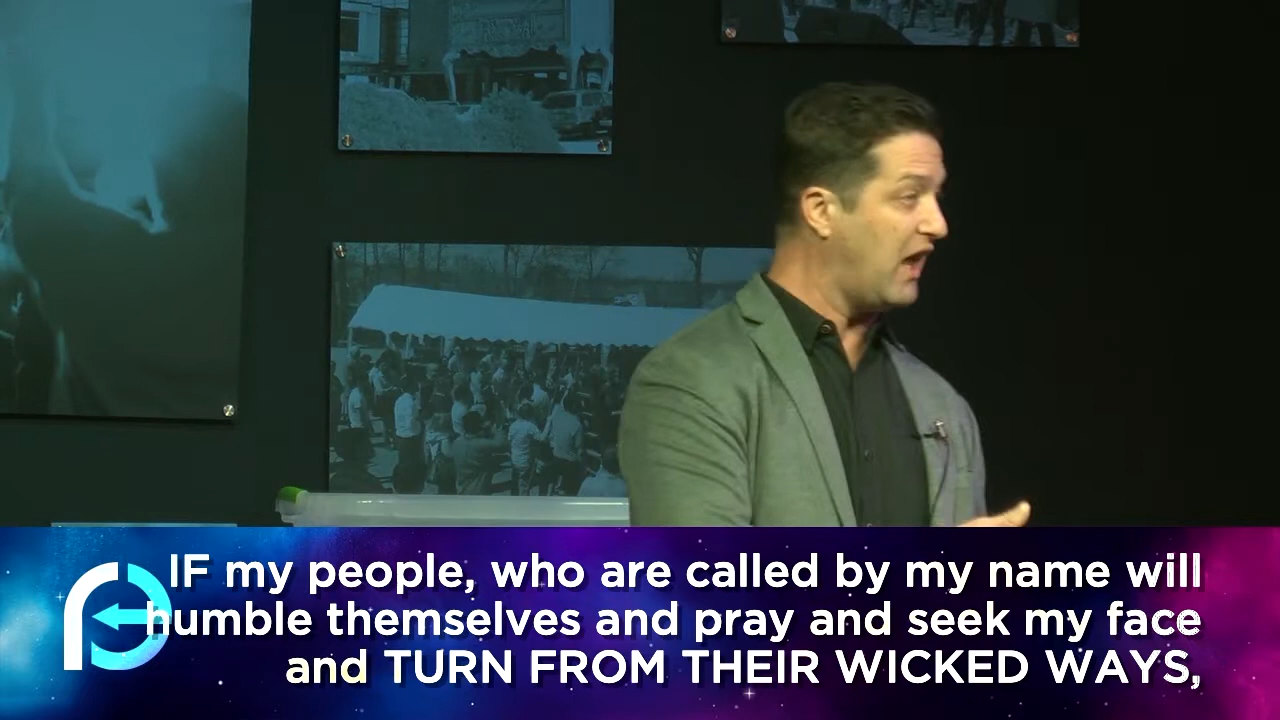 IF my people, who are called by my name will
humble themselves and pray and seek my face
and TURN FROM THEIR WICKED WAYS,